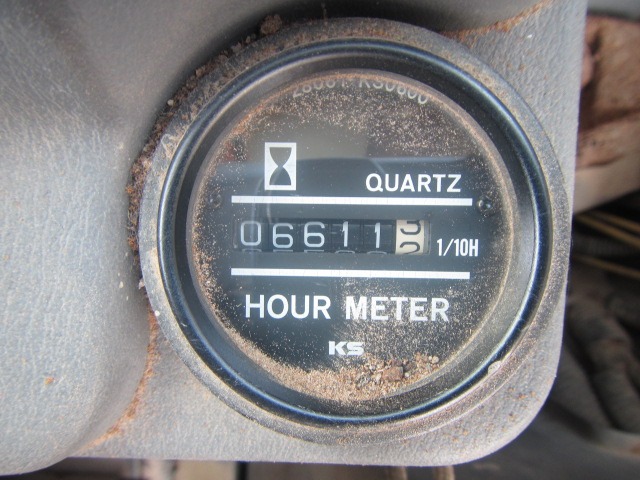 QUARTZ
06611 1/10H
HOUR METER
KS